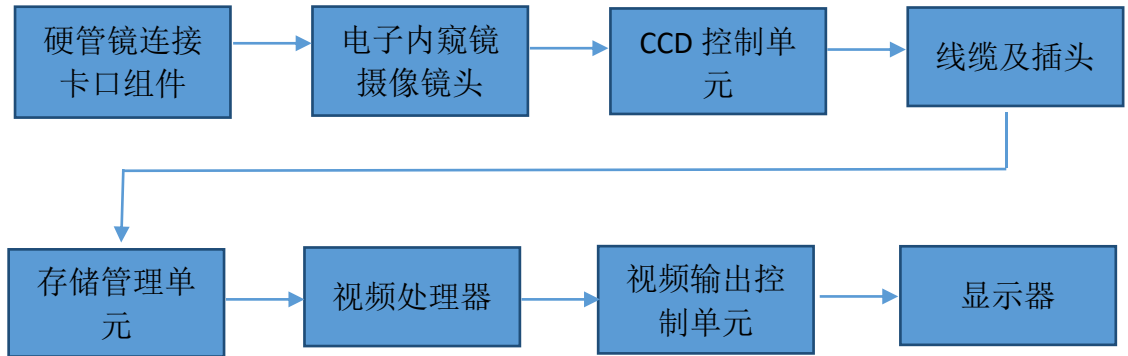 硬管镜连接
卡口组件
电子内窥镜
摄像镜头
CCD 控制单
元
线缆及插头
存储管理单
元
视频处理器
视频输出控
制单元
显示器